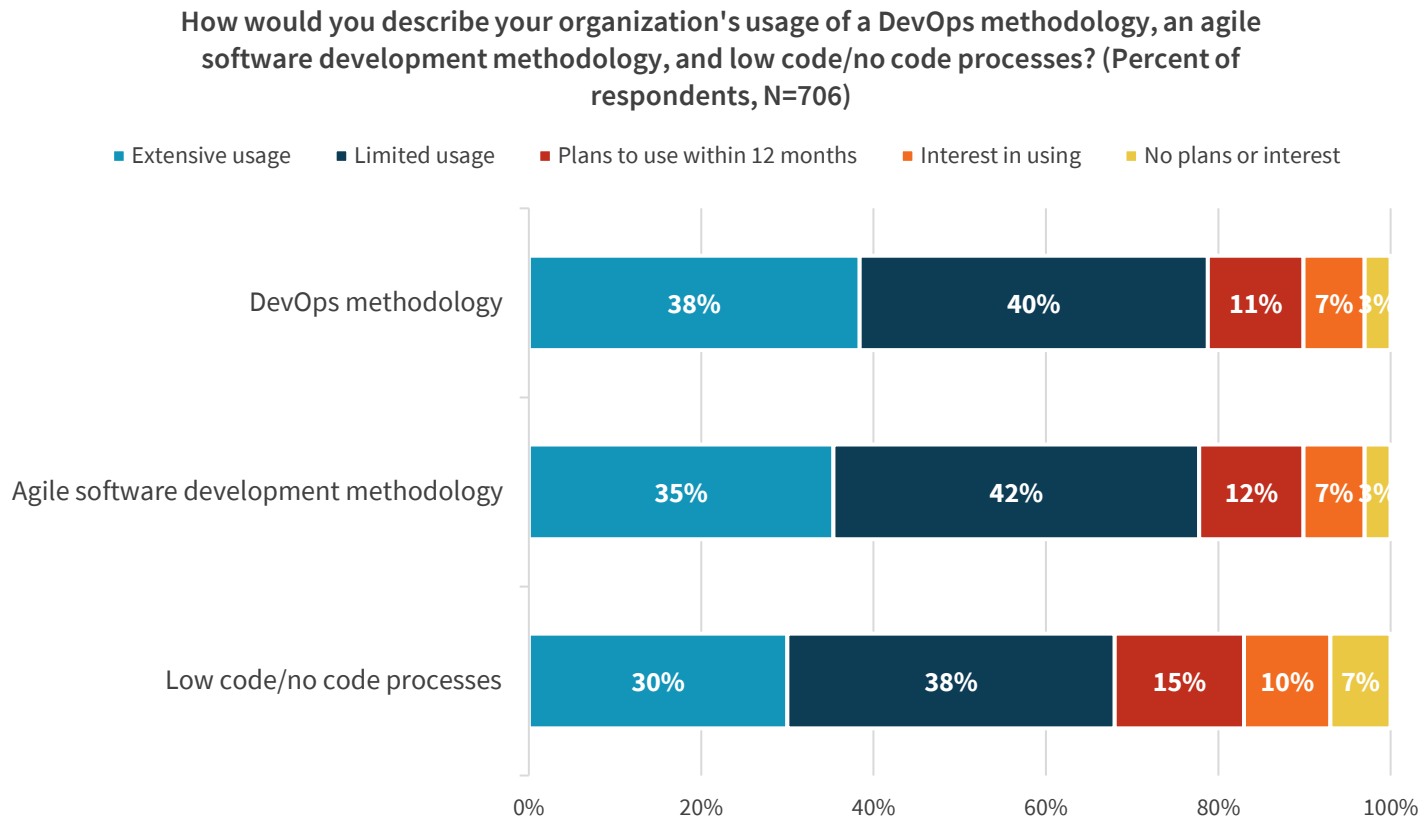 How would you describe your organization's usage of a DevOps methodology, an agile
software development methodology, and low code/no code processes? (Percent of
respondents, N=706)
Extensive usage
Limited usage
Plans to use within 12 months
Interest in using
No plans or interest
DevOps methodology
38%
40%
11%
7%
3%
Agile software development methodology
35%
42%
12%
7%
3%
Low code/no code processes
30%
38%
15%
10%
7%
0%
20%
40%
60%
80%
100%